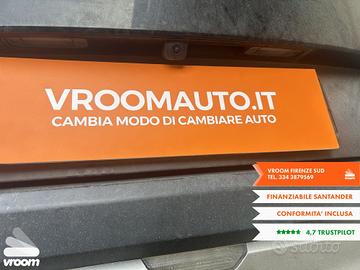 VROOMAUTO.IT
CAMBIA MODO DI CAMBIARE AUTO
VROOM FIRENZE SUD
TEL. 334 3879569
FINANZIABILE SANTANDER
CONFORMITA' INCLUSA
4,7 TRUSTPILOT
subito
vroom